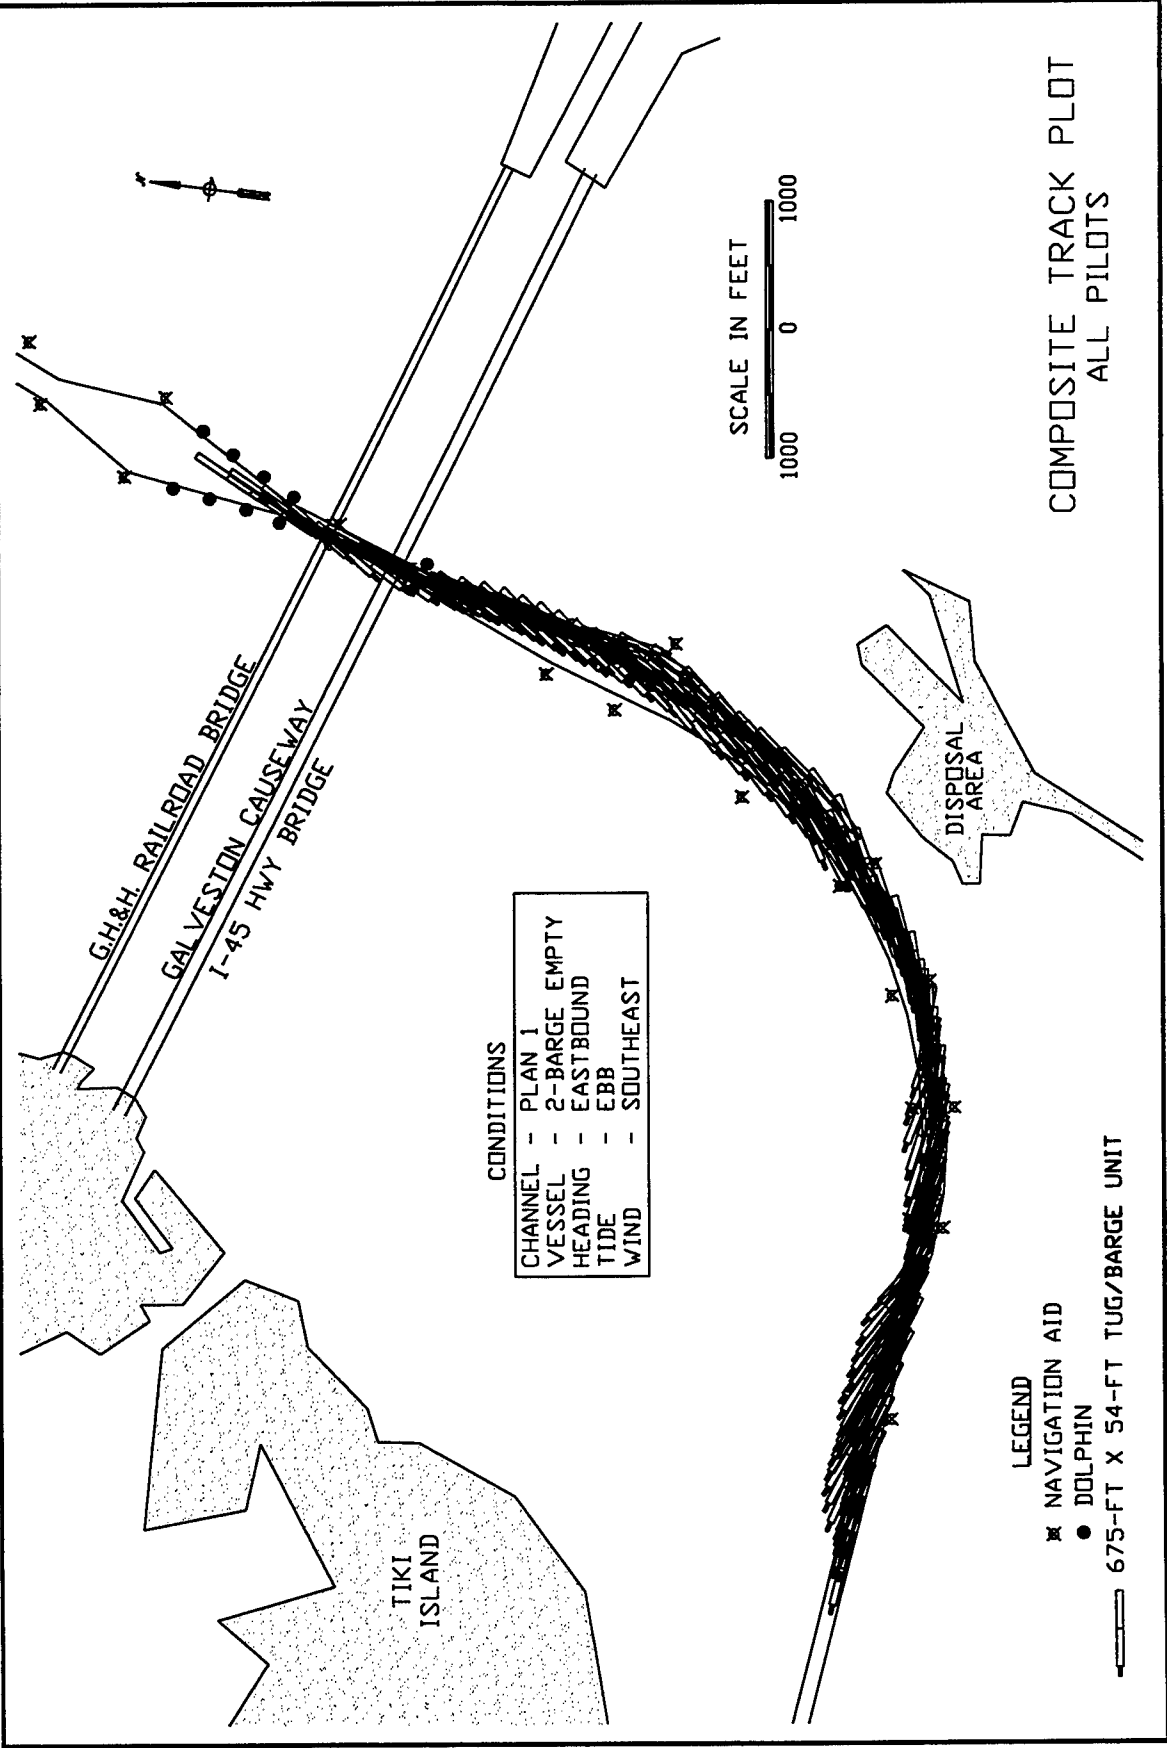 N
G.H.&H. RAILROAD BRIDGE
GALVESTON CAUSEWAY
I-45 HWY BRIDGE
TIKI
ISLAND
CONDITIONS
CHANNEL - PLAN 1
VESSEL - 2-BARGE EMPTY
HEADING - EASTBOUND
TIDE - EBB
WIND - SOUTHEAST
SCALE IN FEET
1000 0 1000
DISPOSAL
AREA
LEGEND
NAVIGATION AID
DOLPHIN
675-FT X 54-FT TUG/BARGE UNIT
COMPOSITE TRACK PLOT
ALL PILOTS